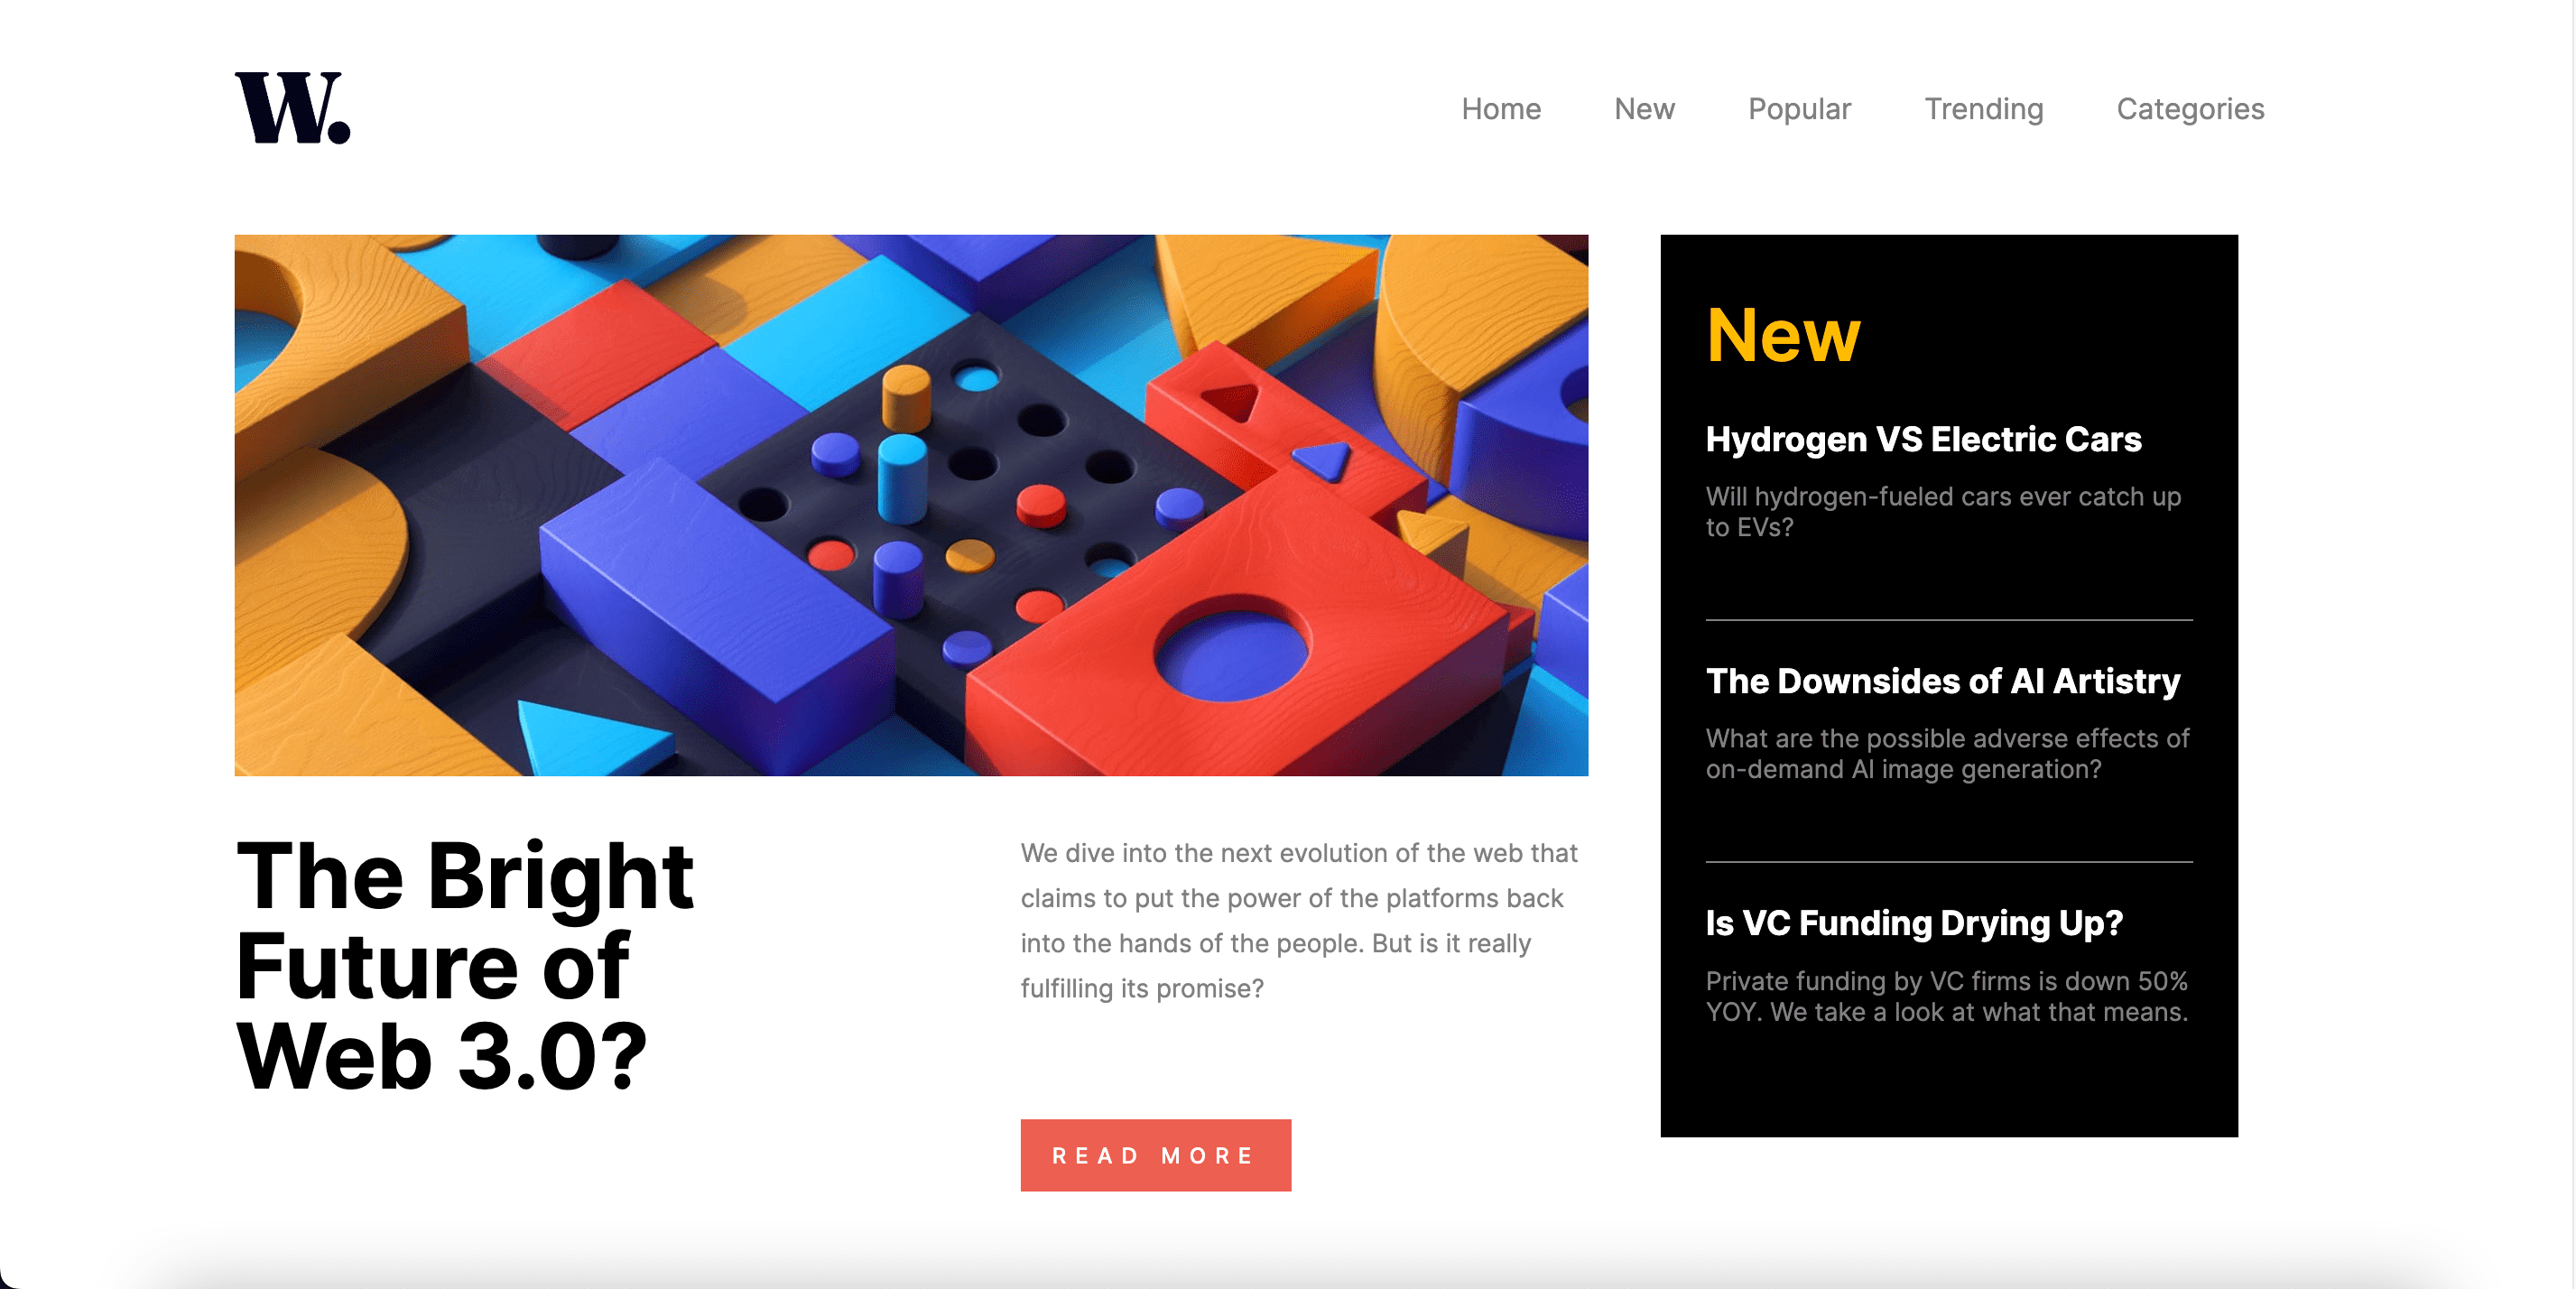 W.
Home
New
Popular
Trending
Categories
The Bright
Future of
Web 3.0?
We dive into the next evolution of the web that
claims to put the power of the platforms back
into the hands of the people. But is it really
fulfilling its promise?
READ MORE
New
Hydrogen VS Electric Cars
Will hydrogen-fueled cars ever catch up
to EVs?
The Downsides of AI Artistry
What are the possible adverse effects of
on-demand AI image generation?
Is VC Funding Drying Up?
Private funding by VC firms is down 50%
YOY. We take a look at what that means.